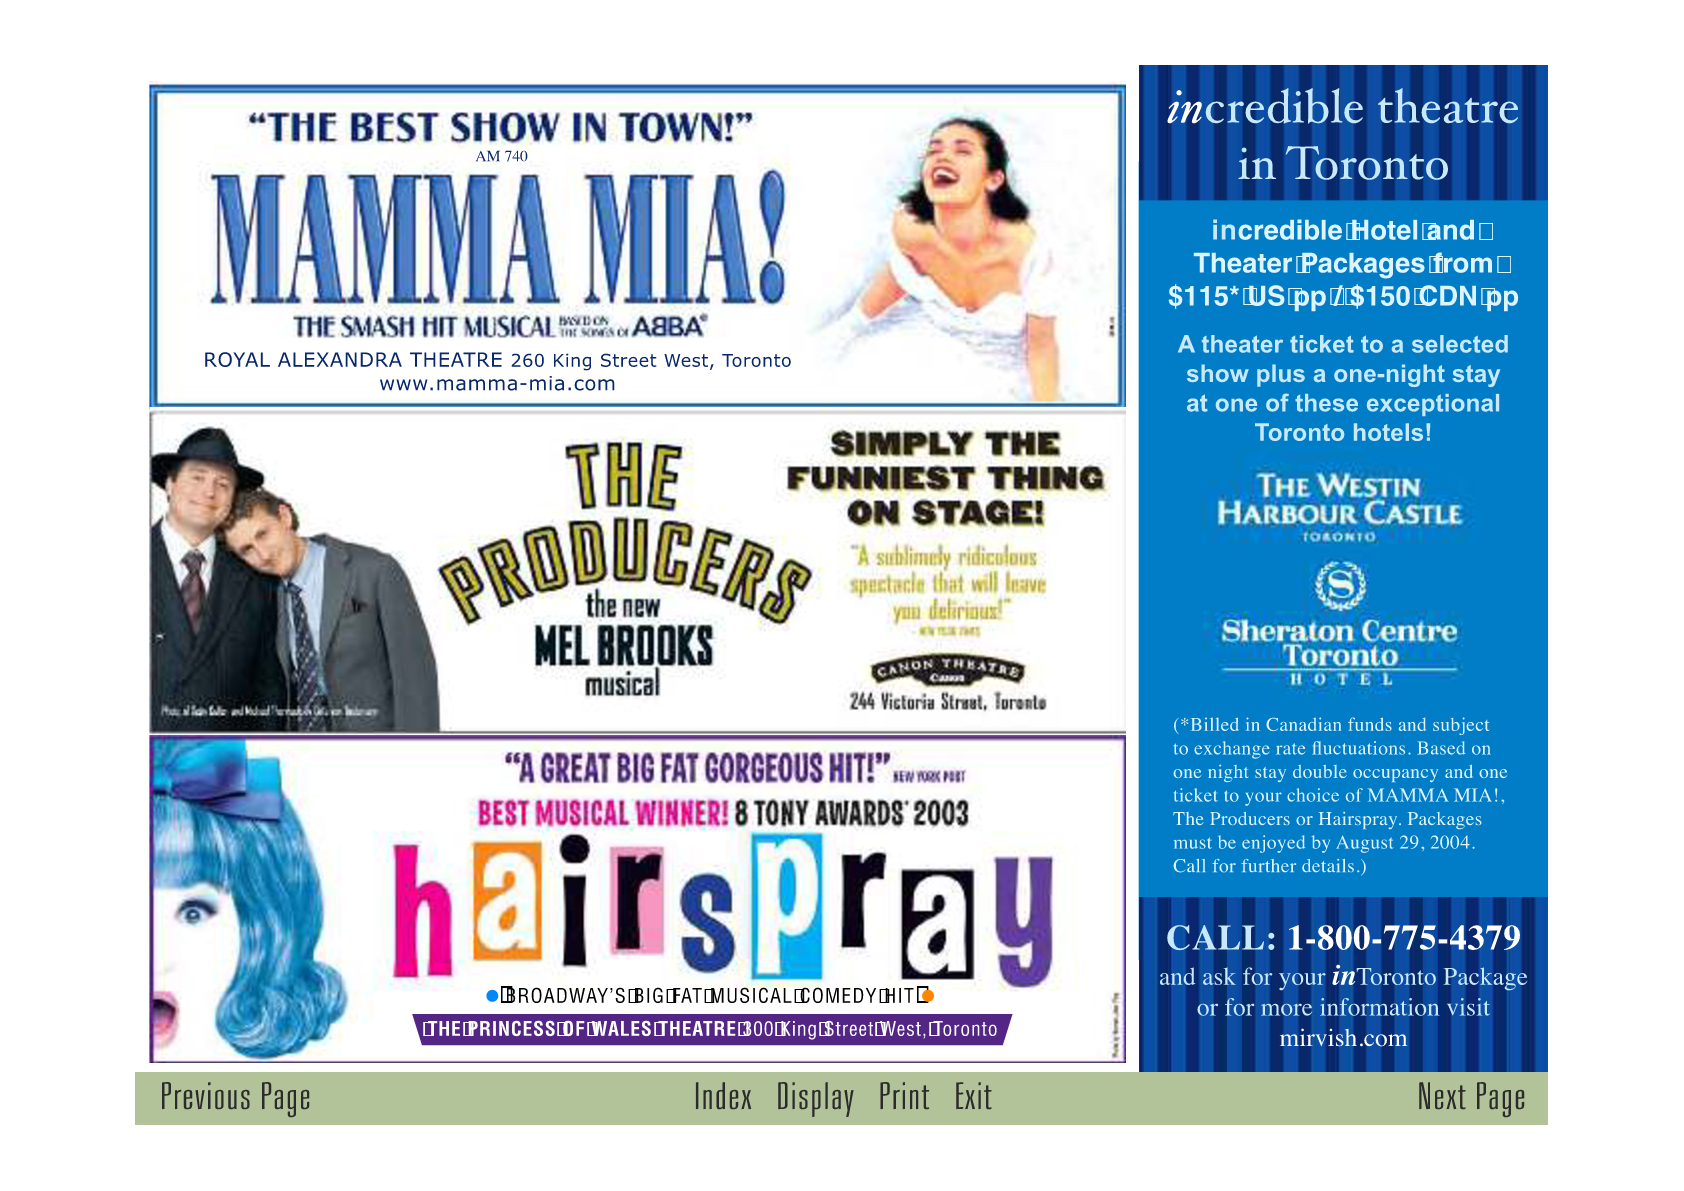 “THE BEST SHOW IN TOWN!”
AM 740
MAMMA MIA!
THE SMASH HIT MUSICAL BASED ON THE SONGS OF ABBA®
ROYAL ALEXANDRA THEATRE 260 King Street West, Toronto
www.mamma-mia.com
THE
PRODUCERS
the new
MEL BROOKS
musical
SIMPLY THE
FUNNIEST THING
ON STAGE!
"A sublimely ridiculous
spectacle that will leave
you delirious!"
- NEW YORK TIMES
CANON THEATRE
Canon
244 Victoria Street, Toronto
“A GREAT BIG FAT GORGEOUS HIT!” NEW YORK POST
BEST MUSICAL WINNER! 8 TONY AWARDS® 2003
hairspray
BROADWAY’S BIG FAT MUSICAL COMEDY HIT
THE PRINCESS OF WALES THEATRE 300 King Street West, Toronto
incredible theatre
in Toronto
incredible Hotel and
Theater Packages from
$115* US pp / $150 CDN pp
A theater ticket to a selected
show plus a one-night stay
at one of these exceptional
Toronto hotels!
THE WESTIN
HARBOUR CASTLE
TORONTO
S
Sheraton Centre
Toronto
HOTEL
(*Billed in Canadian funds and subject
to exchange rate fluctuations. Based on
one night stay double occupancy and one
ticket to your choice of MAMMA MIA!,
The Producers or Hairspray. Packages
must be enjoyed by August 29, 2004.
Call for further details.)
CALL: 1-800-775-4379
and ask for your inToronto Package
or for more information visit
mirvish.com
Previous Page Index Display Print Exit Next Page